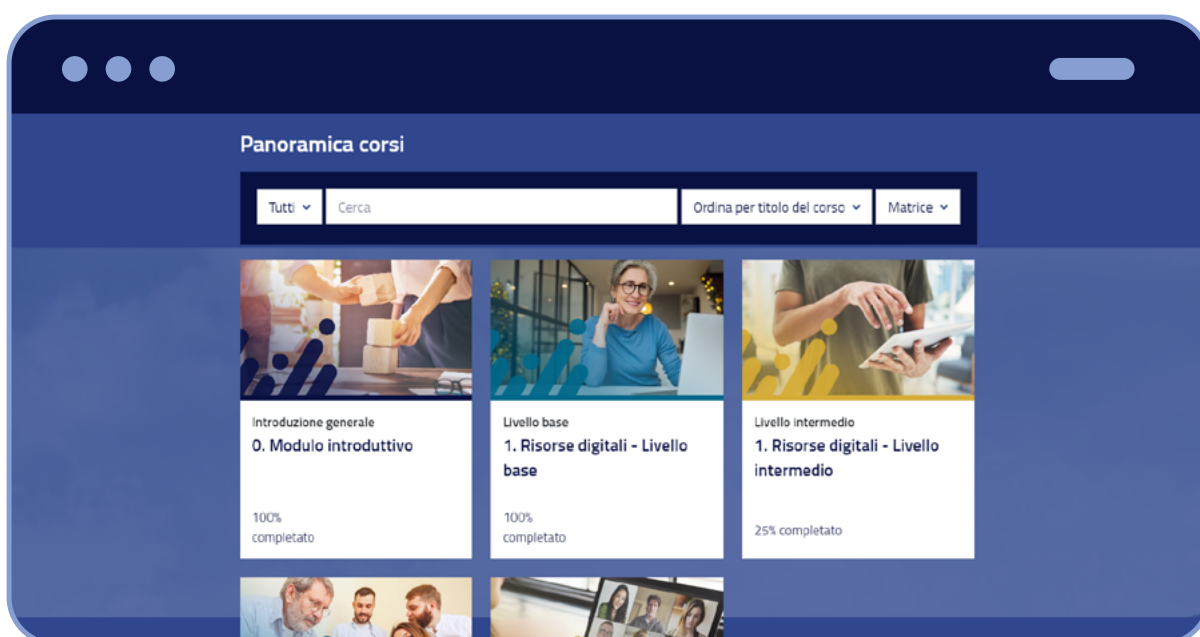 Panoramica corsi
Tutti
Cerca
Ordina per titolo del corso
Matrice
Introduzione generale
0. Modulo introduttivo
100%
completato
Livello base
1. Risorse digitali - Livello
base
100%
completato
Livello intermedio
1. Risorse digitali - Livello
intermedio
25% completato